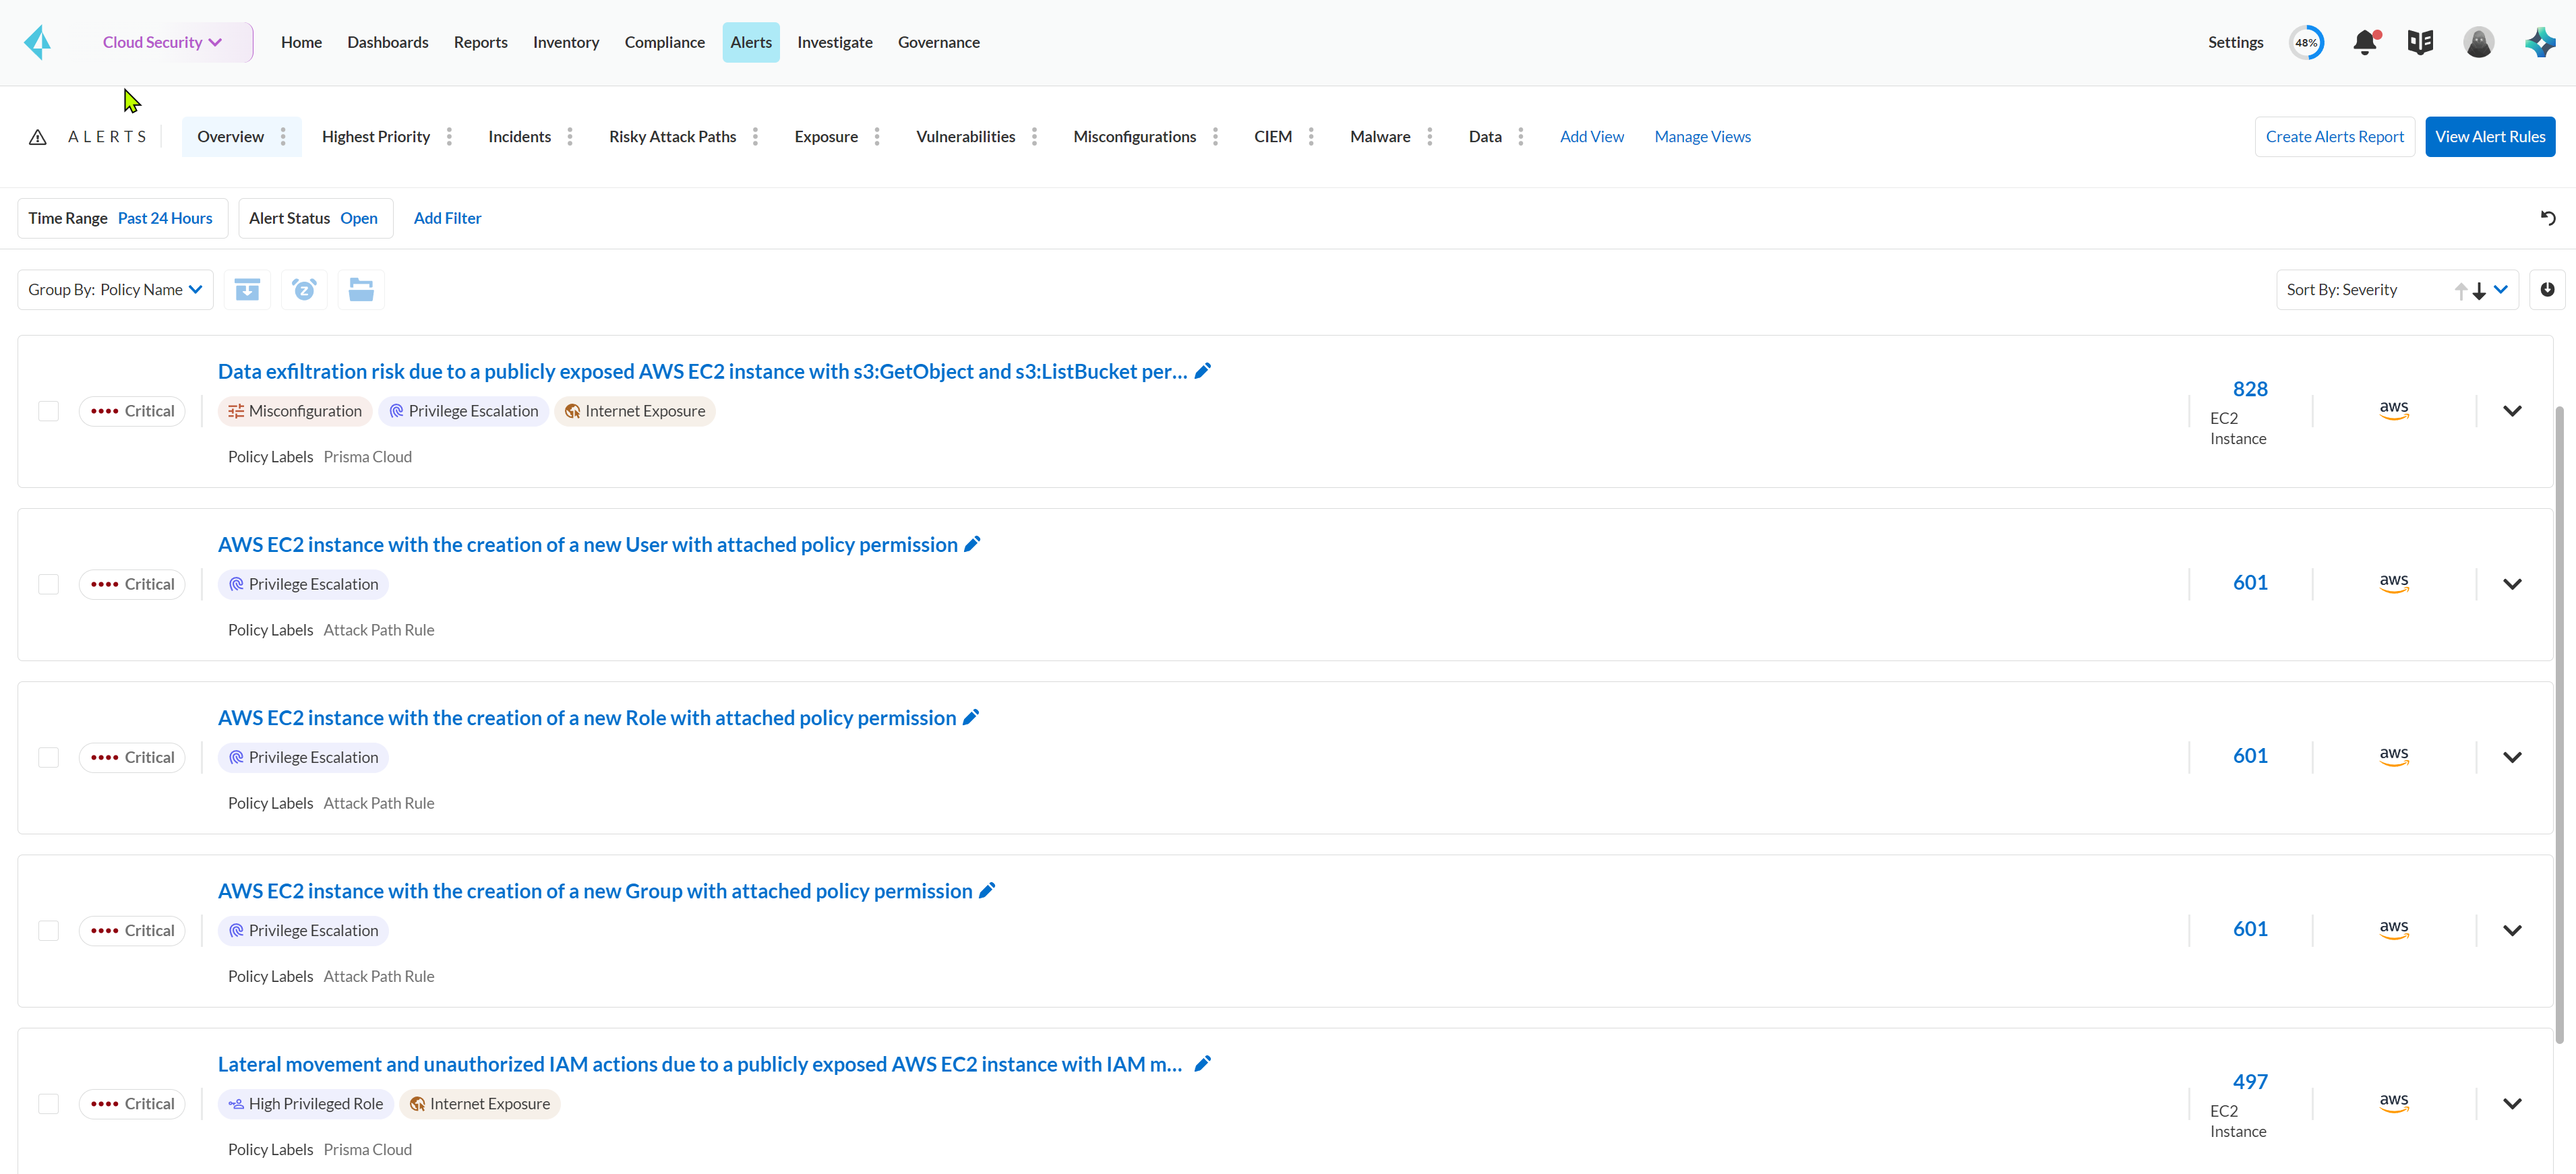 Cloud Security Home Dashboards Reports Inventory Compliance Alerts Investigate Governance Settings 48%
ALERTS Overview Highest Priority Incidents Risky Attack Paths Exposure Vulnerabilities Misconfigurations CIEM Malware Data Add View Manage Views Create Alerts Report View Alert Rules
Time Range Past 24 Hours Alert Status Open Add Filter
Group By: Policy Name Z Sort By: Severity
Data exfiltration risk due to a publicly exposed AWS EC2 instance with s3:GetObject and s3:ListBucket per...
Critical Misconfiguration Privilege Escalation Internet Exposure
828
EC2
Instance
aws
Policy Labels Prisma Cloud
AWS EC2 instance with the creation of a new User with attached policy permission
Critical Privilege Escalation 601 aws
Policy Labels Attack Path Rule
AWS EC2 instance with the creation of a new Role with attached policy permission
Critical Privilege Escalation 601 aws
Policy Labels Attack Path Rule
AWS EC2 instance with the creation of a new Group with attached policy permission
Critical Privilege Escalation 601 aws
Policy Labels Attack Path Rule
Lateral movement and unauthorized IAM actions due to a publicly exposed AWS EC2 instance with IAM m...
Critical High Privileged Role Internet Exposure
497
EC2
Instance
aws
Policy Labels Prisma Cloud